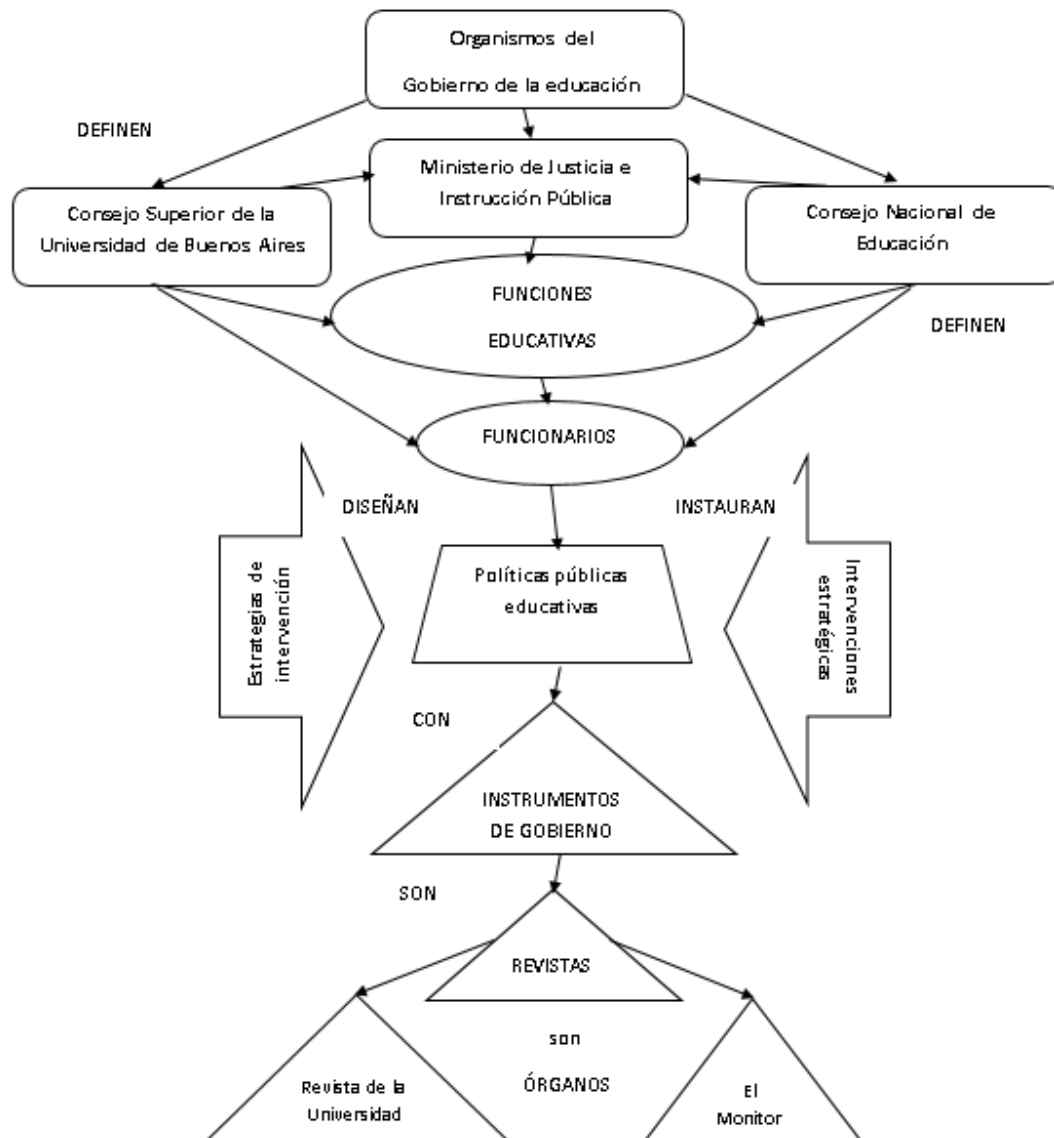 Organismos del
Gobierno de la educación
DEFINEN
Ministerio de Justicia e
Instrucción Pública
Consejo Superior de la
Universidad de Buenos Aires
Consejo Nacional de
Educación
FUNCIONES
EDUCATIVAS
DEFINEN
FUNCIONARIOS
DISEÑAN
INSTAURAN
Estrategias de
intervención
Políticas públicas
educativas
Intervenciones
estratégicas
CON
INSTRUMENTOS
DE GOBIERNO
SON
REVISTAS
son
ÓRGANOS
Revista de la
Universidad
El
Monitor